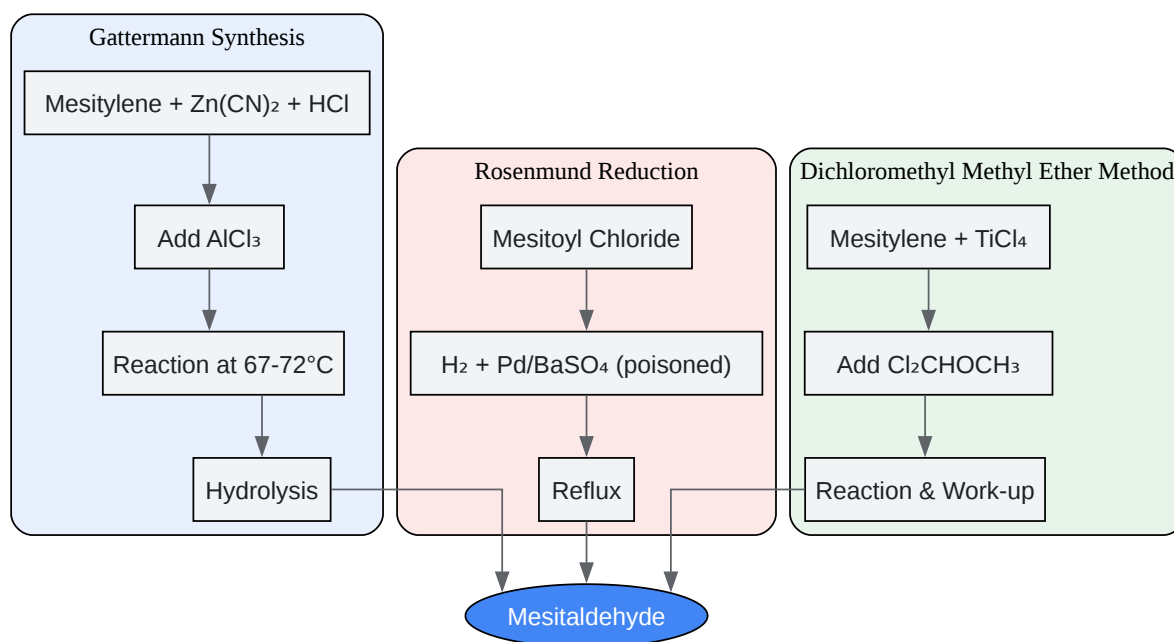 Gattermann Synthesis
Mesitylene + Zn(CN)₂ + HCl
Add AlCl₃
Reaction at 67-72°C
Hydrolysis
Rosenmund Reduction
Mesitoyl Chloride
H₂ + Pd/BaSO₄ (poisoned)
Reflux
Dichloromethyl Methyl Ether Method
Mesitylene + TiCl₄
Add Cl₂CHOCH₃
Reaction & Work-up
Mesitaldehyde